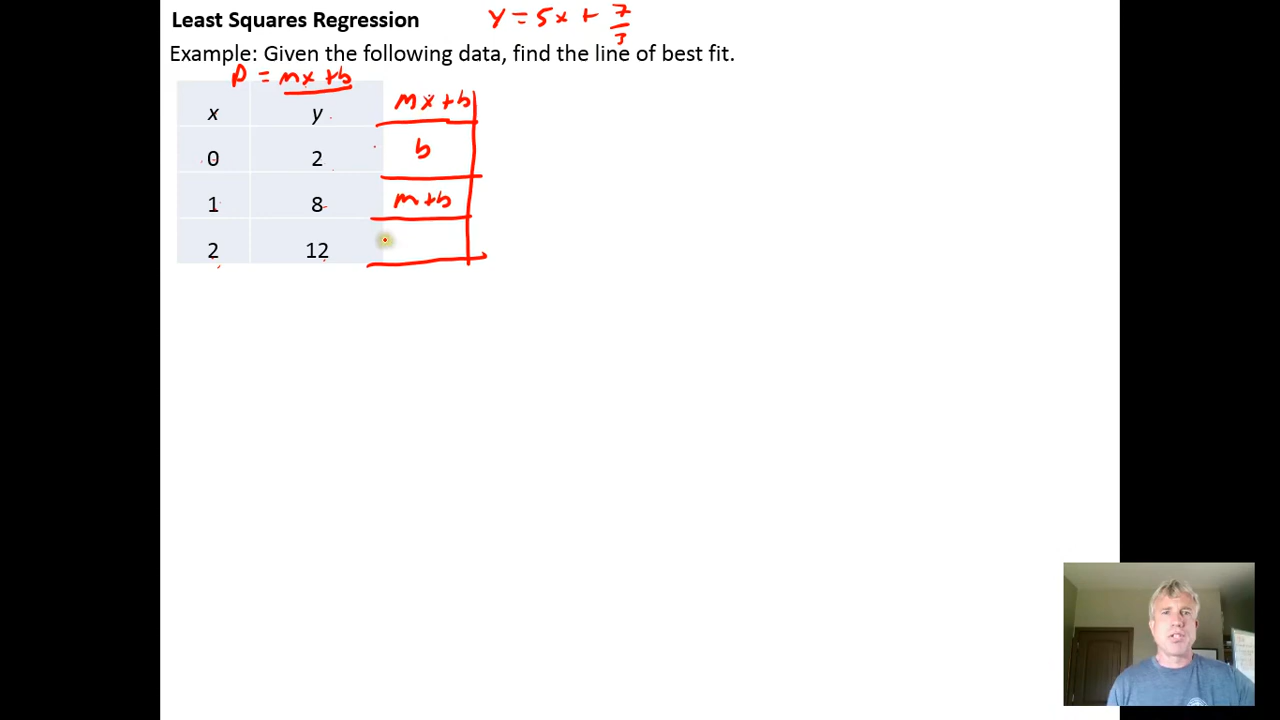 Least Squares Regression
y = 5x + 7/3
Example: Given the following data, find the line of best fit.
P = mx + b
x y mx + b
0 2 b
1 8 m + b
2 12